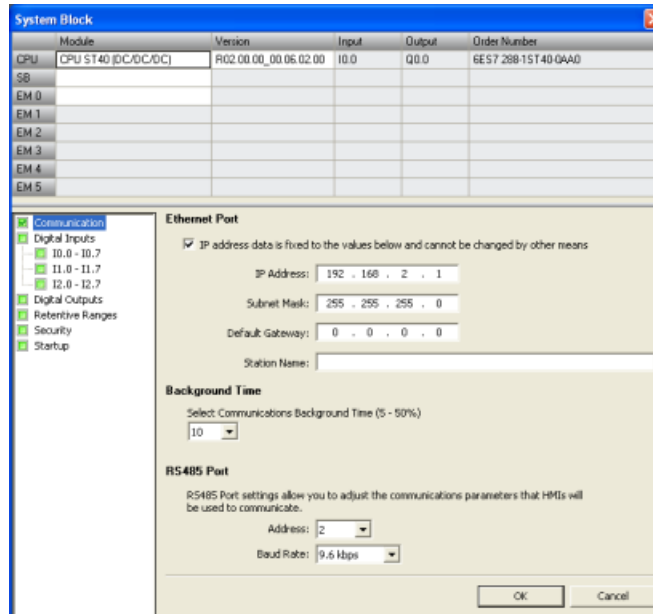 System Block
Module Version Input Output Order Number
CPU CPU ST40 (DC/DC/DC) R02.00.00_00.06.02.00 I0.0 Q0.0 6ES7 288-1ST40-0AA0
SB
EM 0
EM 1
EM 2
EM 3
EM 4
EM 5
Communication
Digital Inputs
I0.0 - I0.7
I1.0 - I1.7
I2.0 - I2.7
Digital Outputs
Retentive Ranges
Security
Startup
Ethernet Port
IP address data is fixed to the values below and cannot be changed by other means
IP Address: 192 . 168 . 2 . 1
Subnet Mask: 255 . 255 . 255 . 0
Default Gateway: 0 . 0 . 0 . 0
Station Name:
Background Time
Select Communications Background Time (5 - 50%)
10
RS485 Port
RS485 Port settings allow you to adjust the communications parameters that HMIs will
be used to communicate.
Address: 2
Baud Rate: 9.6 kbps
OK Cancel